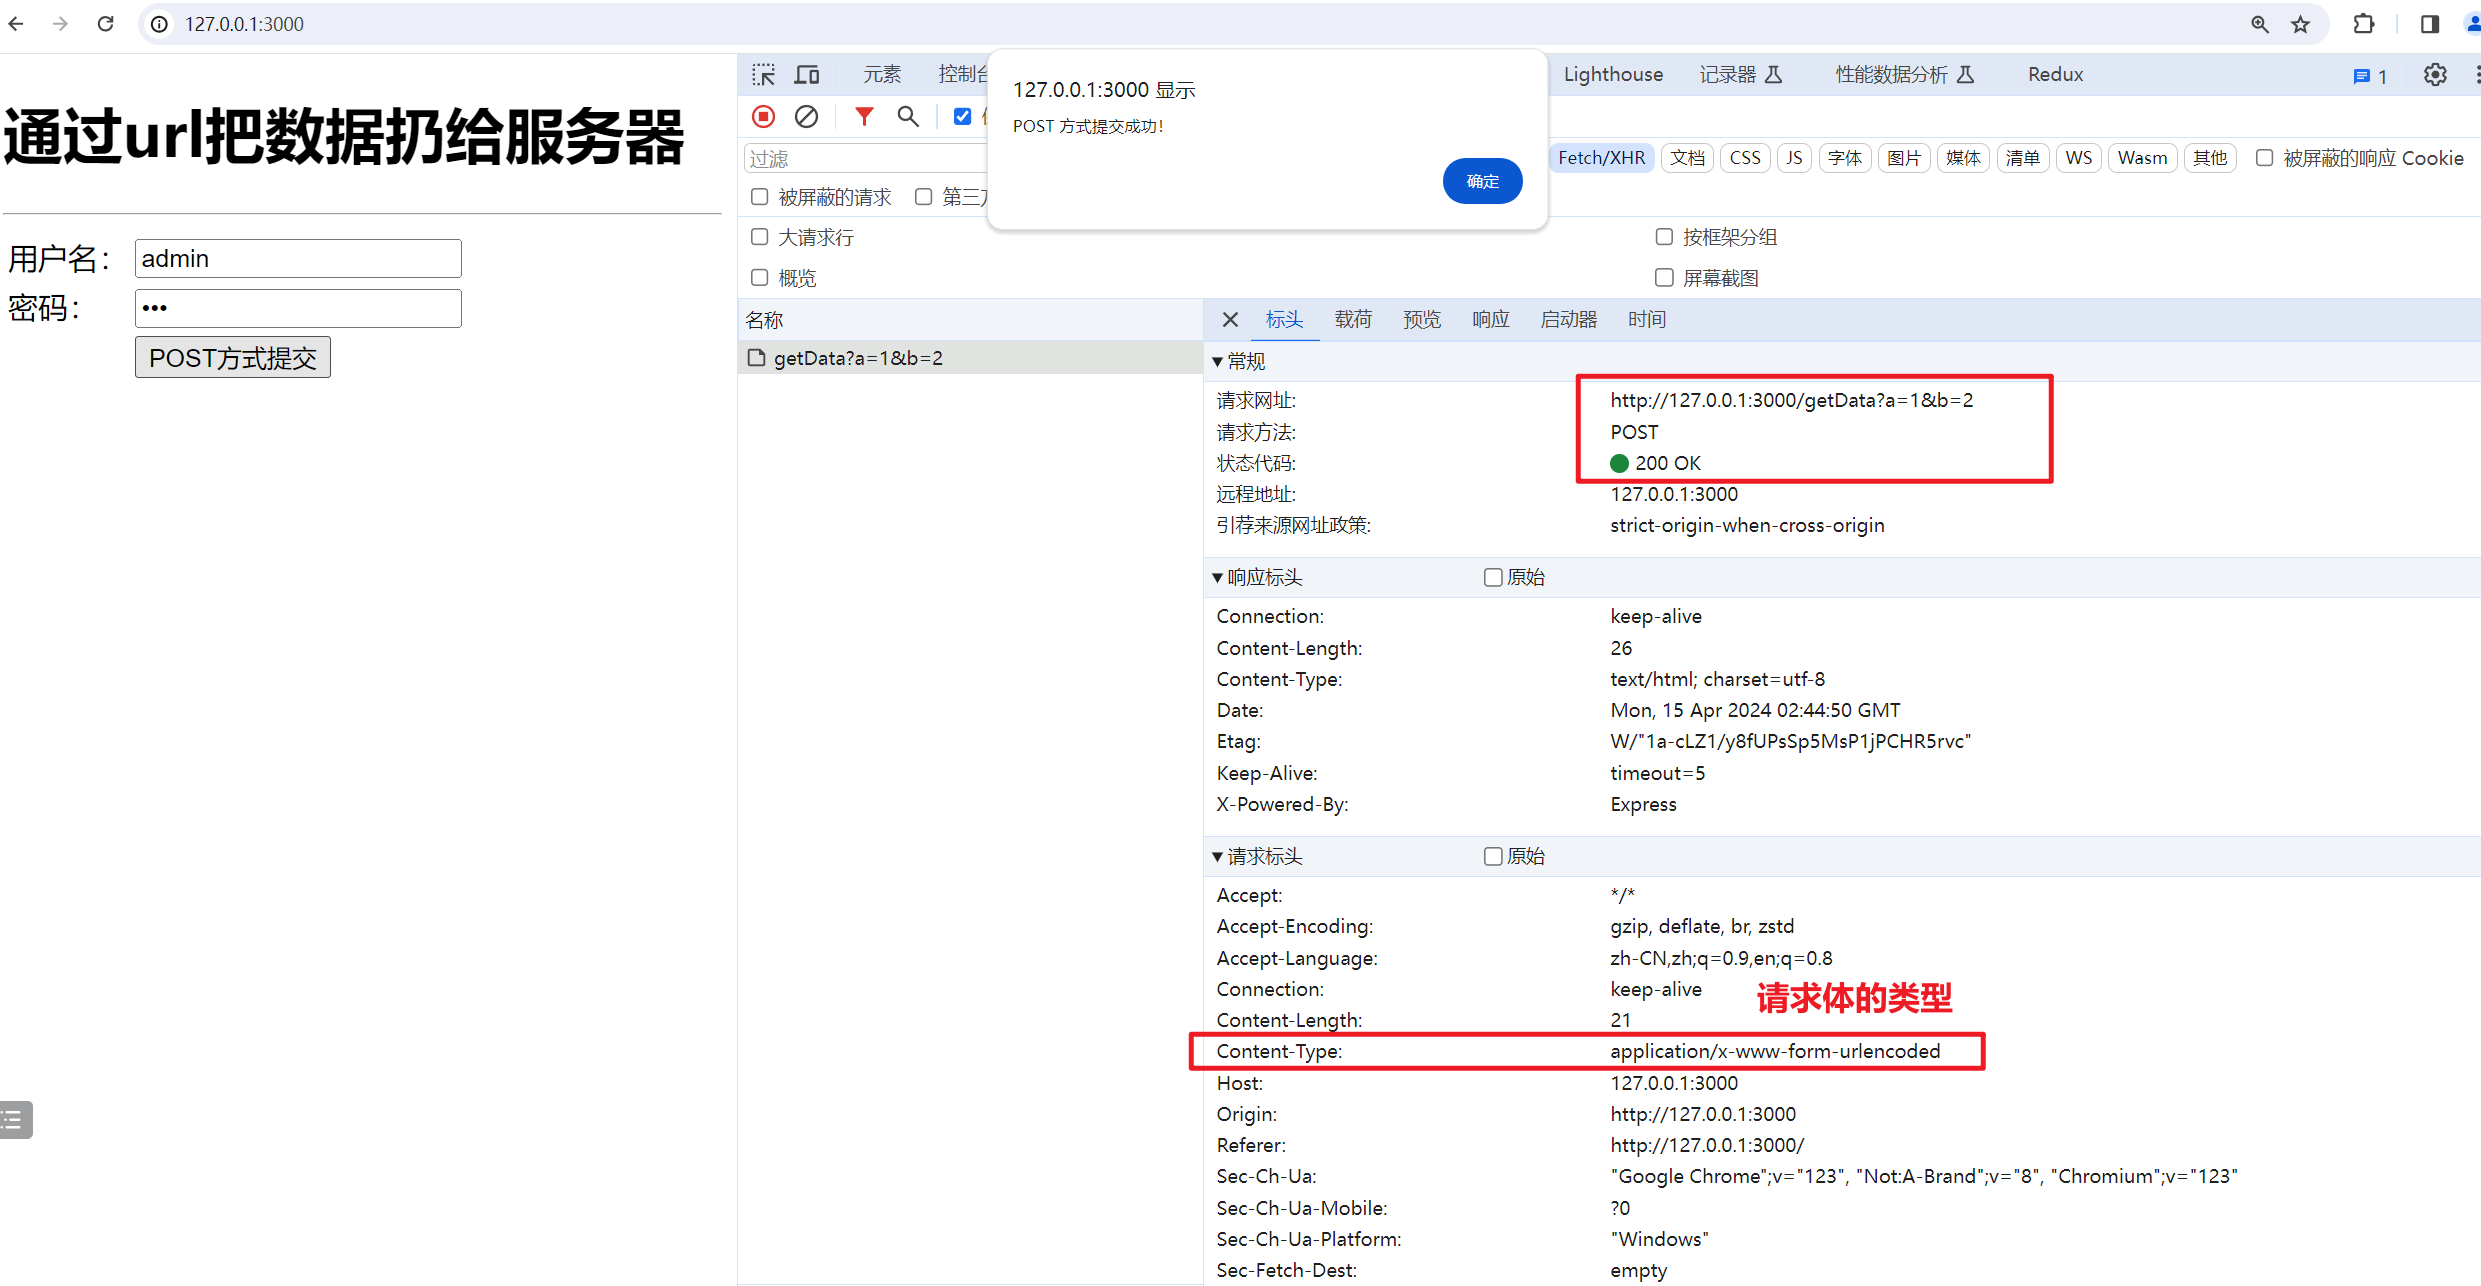 127.0.0.1:3000
通过url把数据扔给服务器
用户名：
admin
密码：
•••
POST方式提交
元素
控制台
127.0.0.1:3000 显示
POST 方式提交成功！
确定
Lighthouse
记录器
性能数据分析
Redux
1
过滤
Fetch/XHR
文档
CSS
JS
字体
图片
媒体
清单
WS
Wasm
其他
被屏蔽的响应 Cookie
被屏蔽的请求
第三
大请求行
按框架分组
概览
屏幕截图
名称
标头
载荷
预览
响应
启动器
时间
getData?a=1&b=2
常规
请求网址:
http://127.0.0.1:3000/getData?a=1&b=2
请求方法:
POST
状态代码:
200 OK
远程地址:
127.0.0.1:3000
引荐来源网址政策:
strict-origin-when-cross-origin
响应标头
原始
Connection:
keep-alive
Content-Length:
26
Content-Type:
text/html; charset=utf-8
Date:
Mon, 15 Apr 2024 02:44:50 GMT
Etag:
W/"1a-cLZ1/y8fUPsSp5MsP1jPCHR5rvc"
Keep-Alive:
timeout=5
X-Powered-By:
Express
请求标头
原始
Accept:
*/*
Accept-Encoding:
gzip, deflate, br, zstd
Accept-Language:
zh-CN,zh;q=0.9,en;q=0.8
Connection:
keep-alive
请求体的类型
Content-Length:
21
Content-Type:
application/x-www-form-urlencoded
Host:
127.0.0.1:3000
Origin:
http://127.0.0.1:3000
Referer:
http://127.0.0.1:3000/
Sec-Ch-Ua:
"Google Chrome";v="123", "Not:A-Brand";v="8", "Chromium";v="123"
Sec-Ch-Ua-Mobile:
?0
Sec-Ch-Ua-Platform:
"Windows"
Sec-Fetch-Dest:
empty